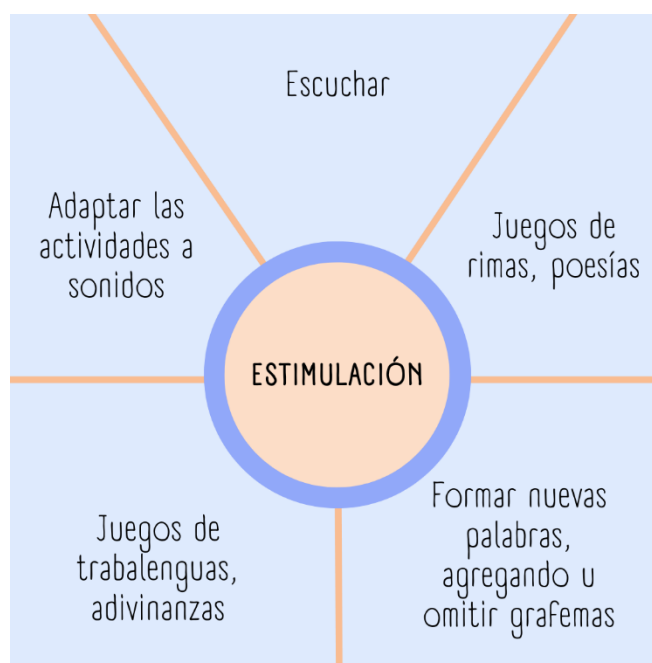 Escuchar
Adaptar las
actividades a
sonidos
Juegos de
rimas, poesías
ESTIMULACIÓN
Juegos de
trabalenguas,
adivinanzas
Formar nuevas
palabras,
agregando u
omitir grafemas